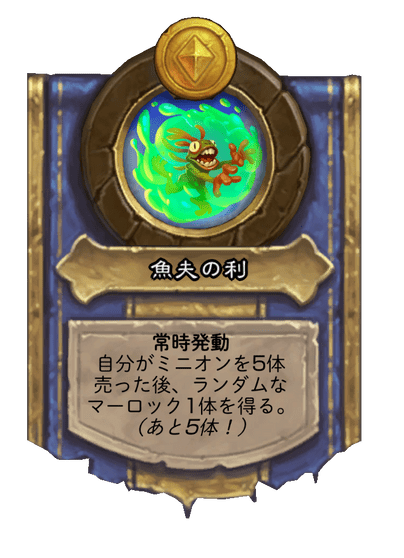 魚夫の利
常時発動
自分がミニオンを5体
売った後、ランダムな
マーロック1体を得る。
(あと5体！)